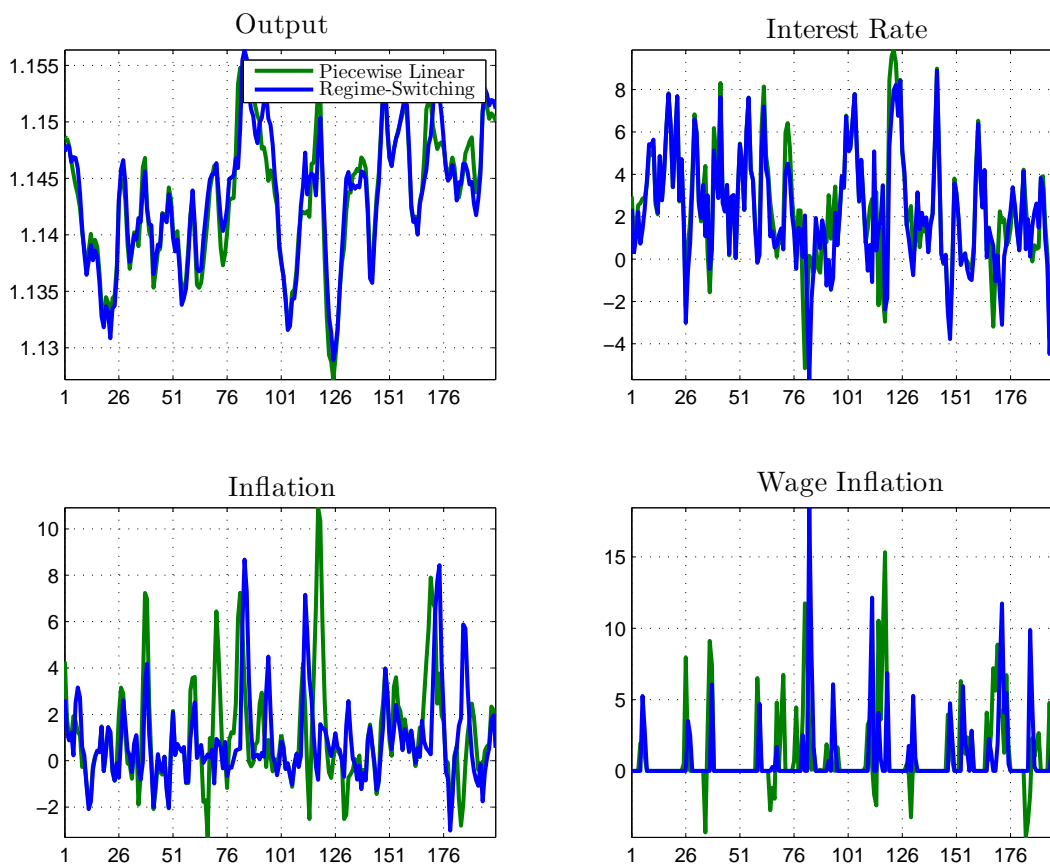 Output
1.155
1.15
1.145
1.14
1.135
1.13
1 26 51 76 101 126 151 176
Piecewise Linear
Regime-Switching
Interest Rate
8
6
4
2
0
−2
−4
1 26 51 76 101 126 151 176
Inflation
10
8
6
4
2
0
−2
1 26 51 76 101 126 151 176
Wage Inflation
15
10
5
0
1 26 51 76 101 126 151 176